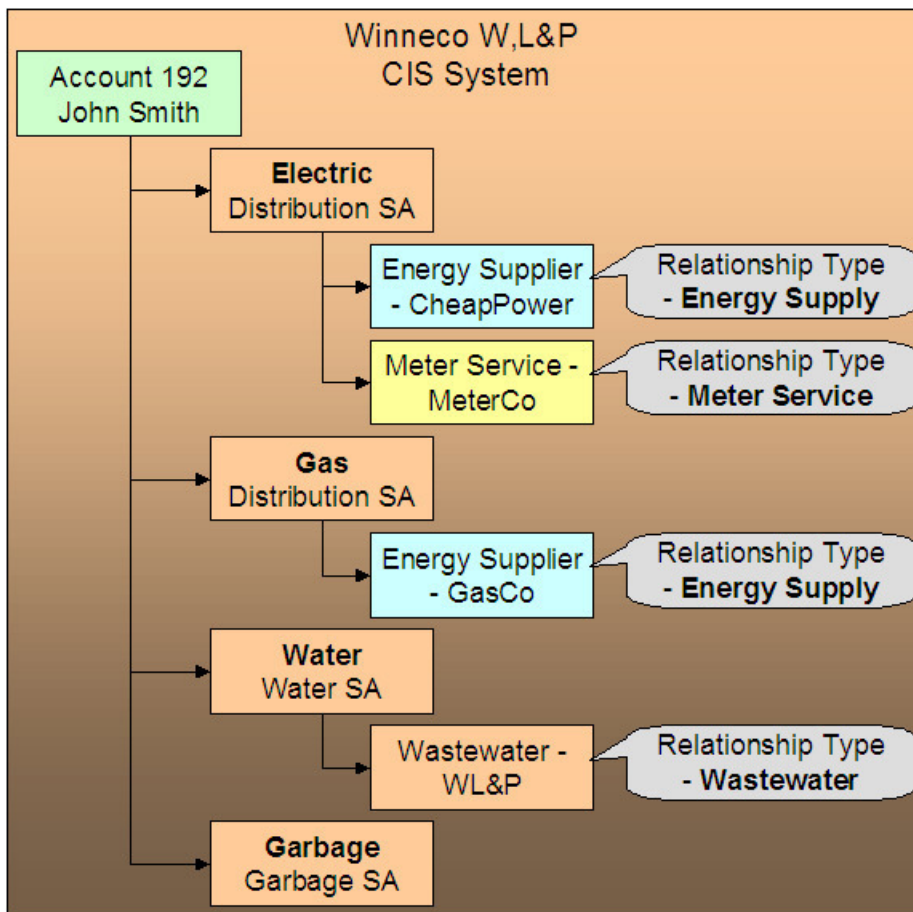 Winneco W,L&P
CIS System
Account 192
John Smith
Electric
Distribution SA
Energy Supplier
- CheapPower
Relationship Type
- Energy Supply
Meter Service -
MeterCo
Relationship Type
- Meter Service
Gas
Distribution SA
Energy Supplier
- GasCo
Relationship Type
- Energy Supply
Water
Water SA
Wastewater -
WL&P
Relationship Type
- Wastewater
Garbage
Garbage SA